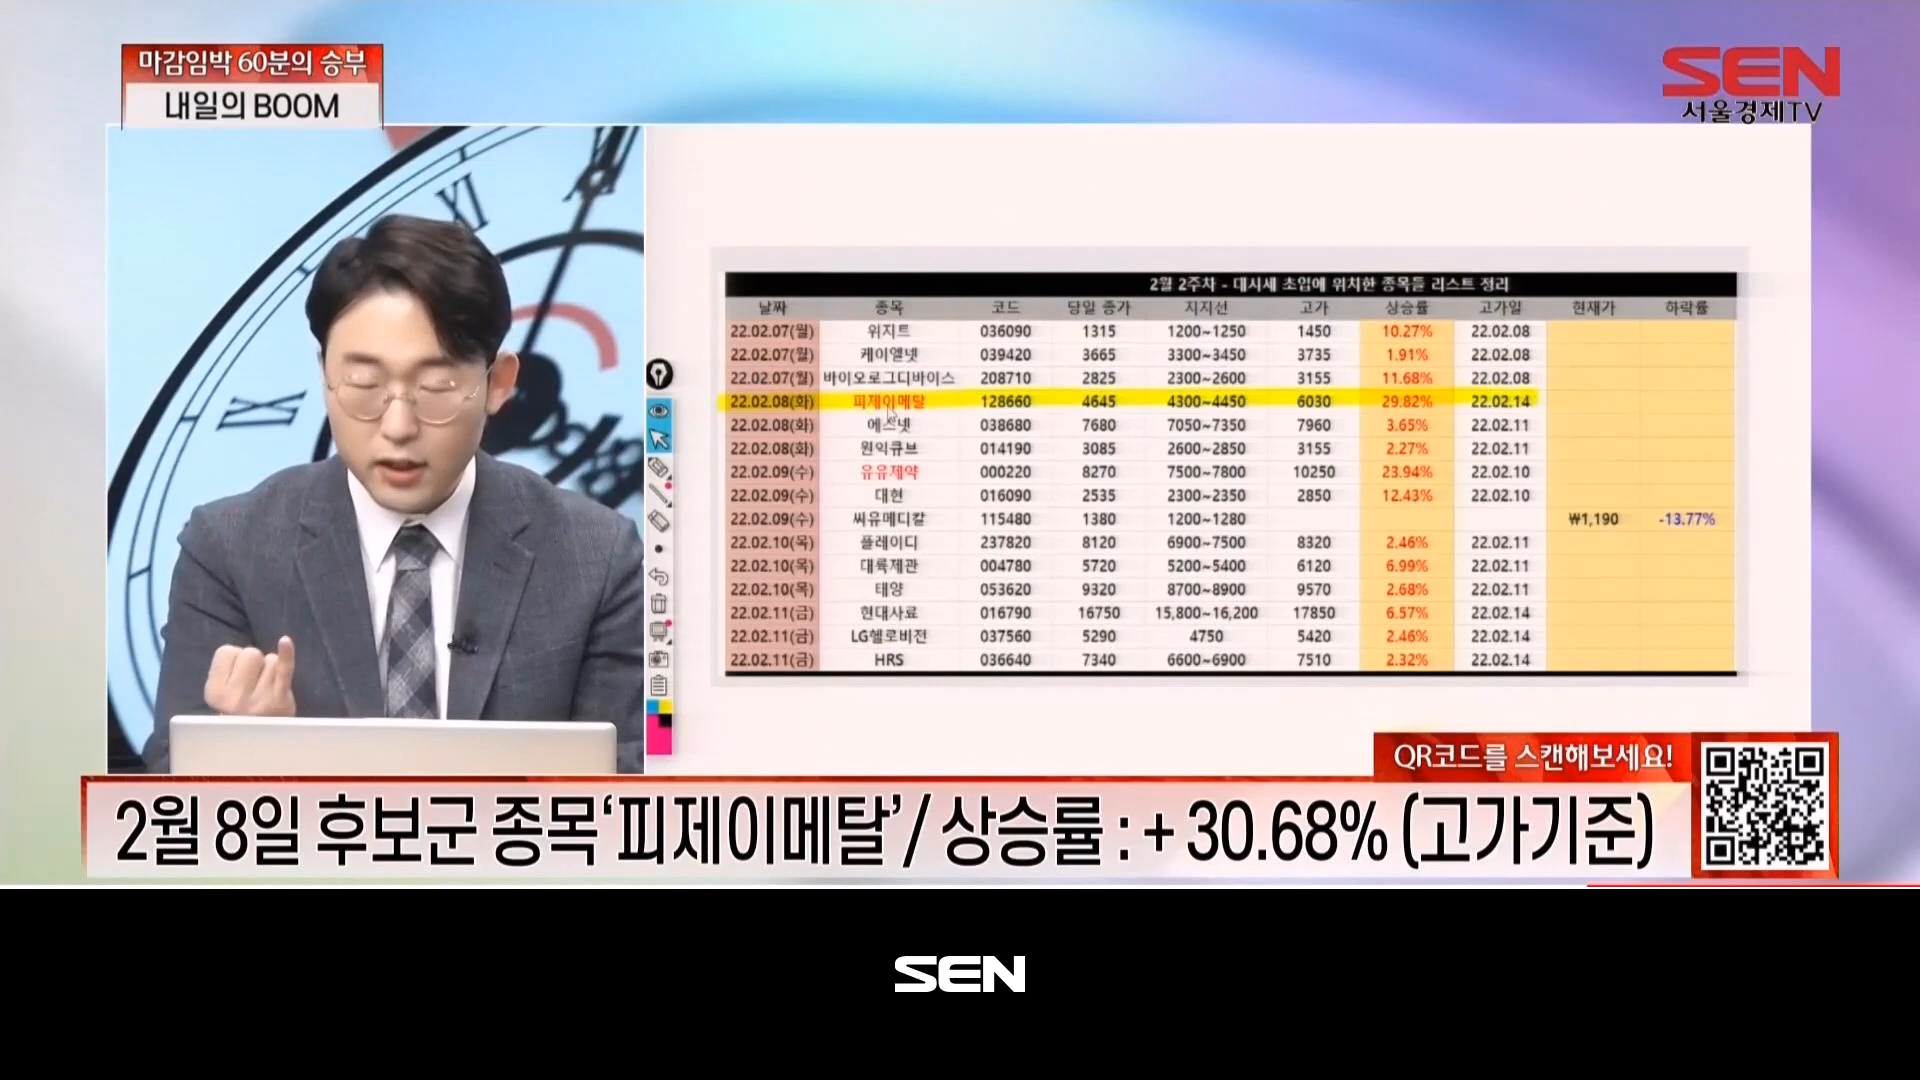 마감임박 60분의 승부
내일의 BOOM
SEN
서울경제TV
XI
IX
2월 2주차 - 대시세 초입에 위치한 종목들 리스트 정리
날짜 종목 코드 당일 종가 지지선 고가 상승률 고가일 현재가 하락률
22.02.07(월) 위지트 036090 1315 1200~1250 1450 10.27% 22.02.08
22.02.07(월) 케이엘넷 039420 3665 3300~3450 3735 1.91% 22.02.08
22.02.07(월) 바이오로그디바이스 208710 2825 2300~2600 3155 11.68% 22.02.08
22.02.08(화) 피제이메탈 128660 4645 4300~4450 6030 29.82% 22.02.14
22.02.08(화) 에스넷 038680 7680 7050~7350 7960 3.65% 22.02.11
22.02.08(화) 원익큐브 014190 3085 2600~2850 3155 2.27% 22.02.11
22.02.09(수) 유유제약 000220 8270 7500~7800 10250 23.94% 22.02.10
22.02.09(수) 대현 016090 2535 2300~2350 2850 12.43% 22.02.10
22.02.09(수) 씨유메디칼 115480 1380 1200~1280 ₩1,190 -13.77%
22.02.10(목) 플레이디 237820 8120 6900~7500 8320 2.46% 22.02.11
22.02.10(목) 대륙제관 004780 5720 5200~5400 6120 6.99% 22.02.11
22.02.10(목) 태양 053620 9320 8700~8900 9570 2.68% 22.02.11
22.02.11(금) 현대사료 016790 16750 15,800~16,200 17850 6.57% 22.02.14
22.02.11(금) LG헬로비전 037560 5290 4750 5420 2.46% 22.02.14
22.02.11(금) HRS 036640 7340 6600~6900 7510 2.32% 22.02.14
QR코드를 스캔해보세요!
2월 8일 후보군 종목‘피제이메탈’/ 상승률 : + 30.68% (고가기준)
SEN